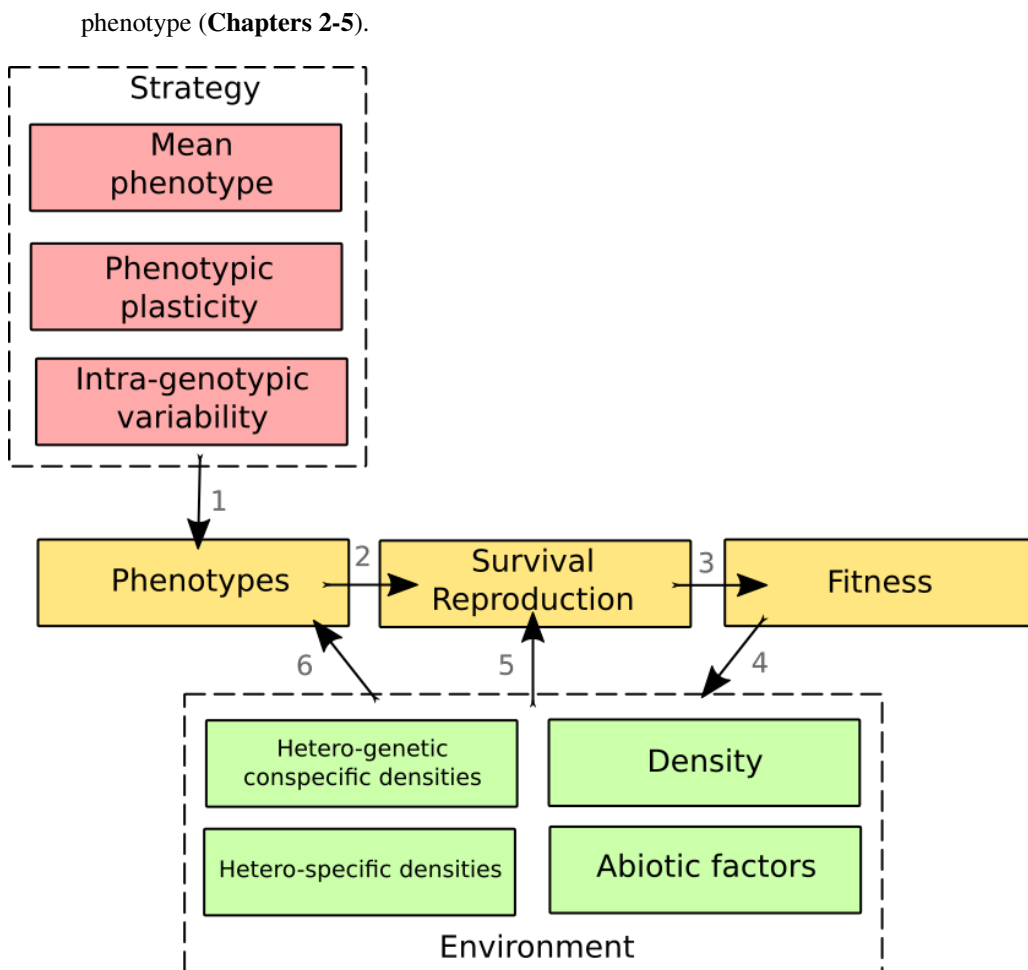 phenotype (Chapters 2-5).
Strategy
Mean
phenotype
Phenotypic
plasticity
Intra-genotypic
variability
1
Phenotypes
2
Survival
Reproduction
3
Fitness
6
5
4
Hetero-genetic
conspecific densities
Density
Hetero-specific densities
Abiotic factors
Environment